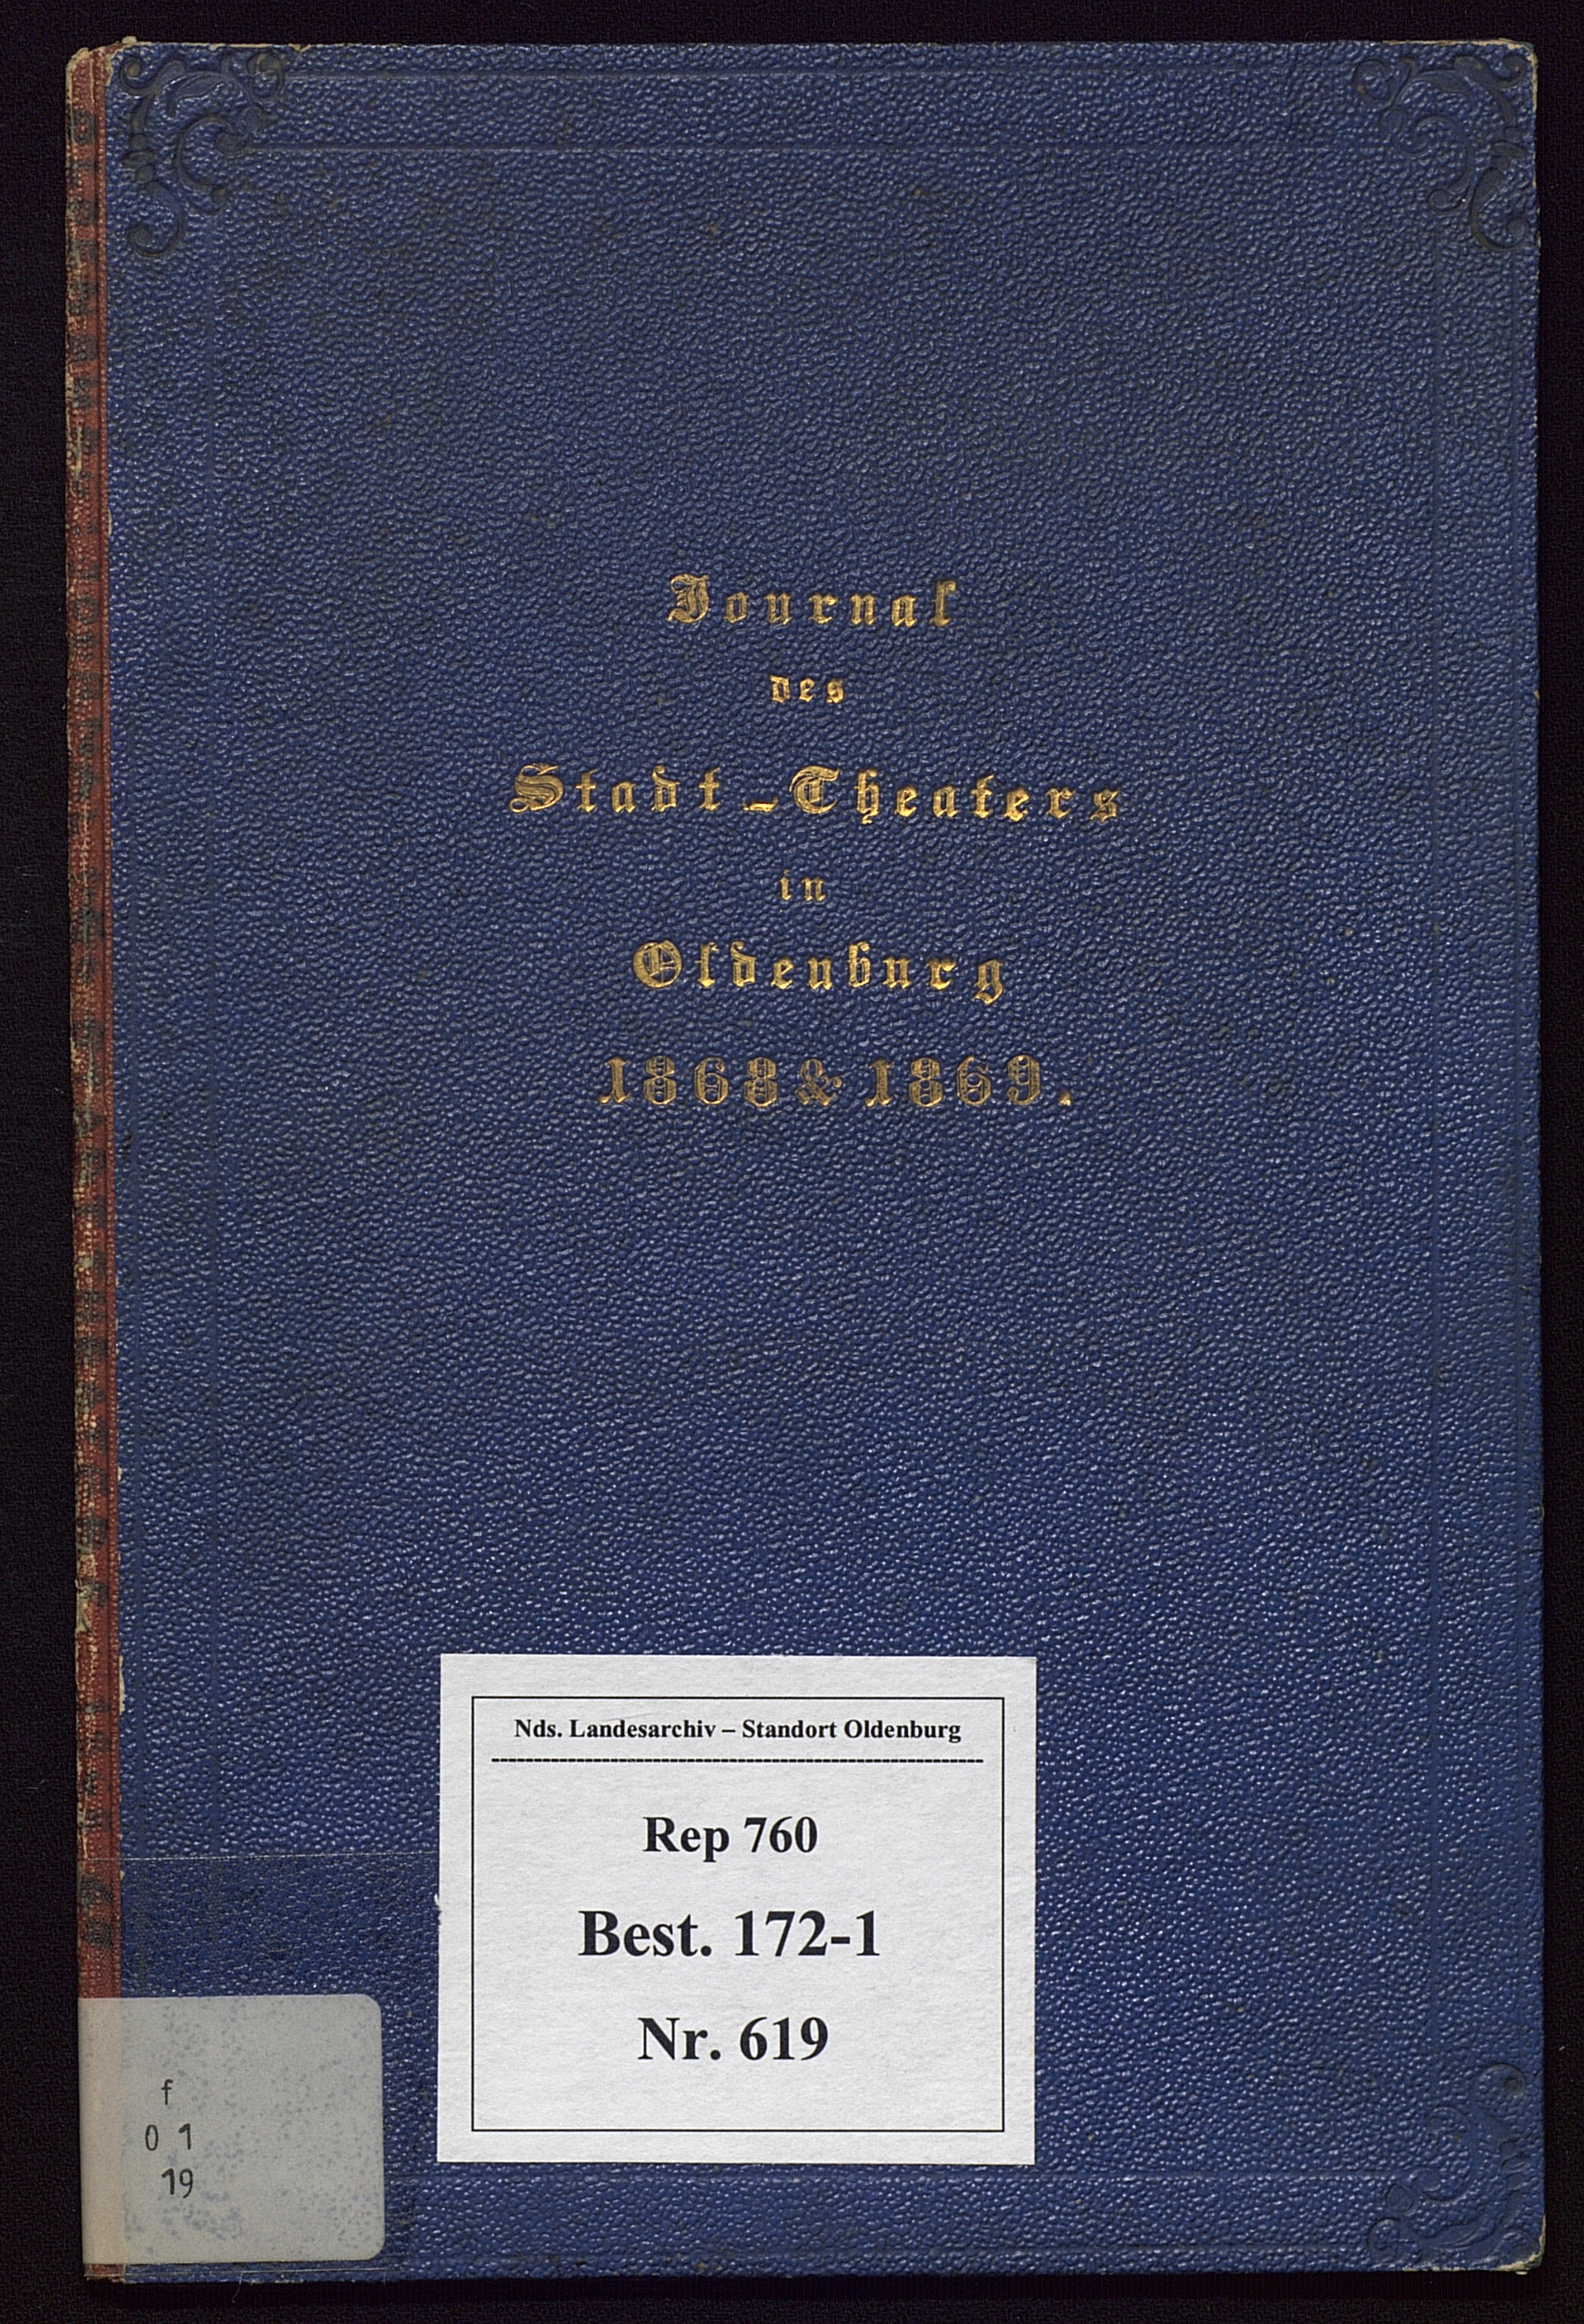 Journal
des
Stadt-Theaters
in
Oldenburg
1868 & 1869.
Nds. Landesarchiv – Standort Oldenburg
Rep 760
Best. 172-1
Nr. 619
f
0 1
19